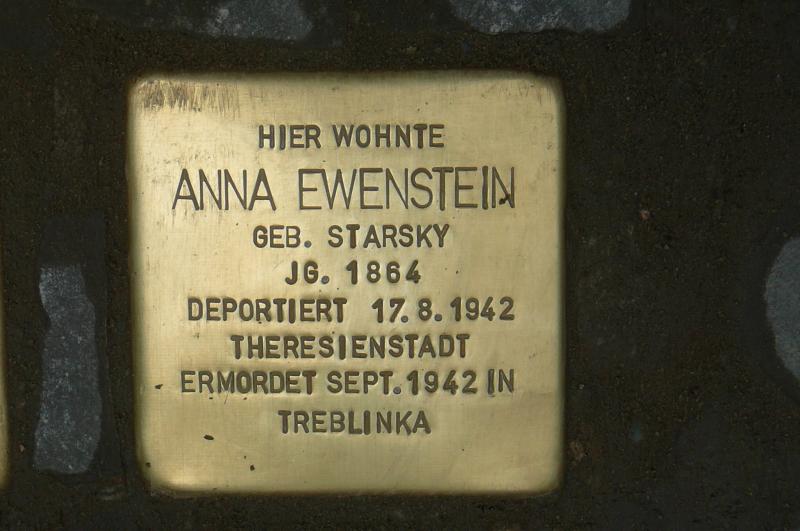 HIER WOHNTE
ANNA EWENSTEIN
GEB. STARSKY
JG. 1864
DEPORTIERT 17.8.1942
THERESIENSTADT
ERMORDET SEPT. 1942 IN
TREBLINKA